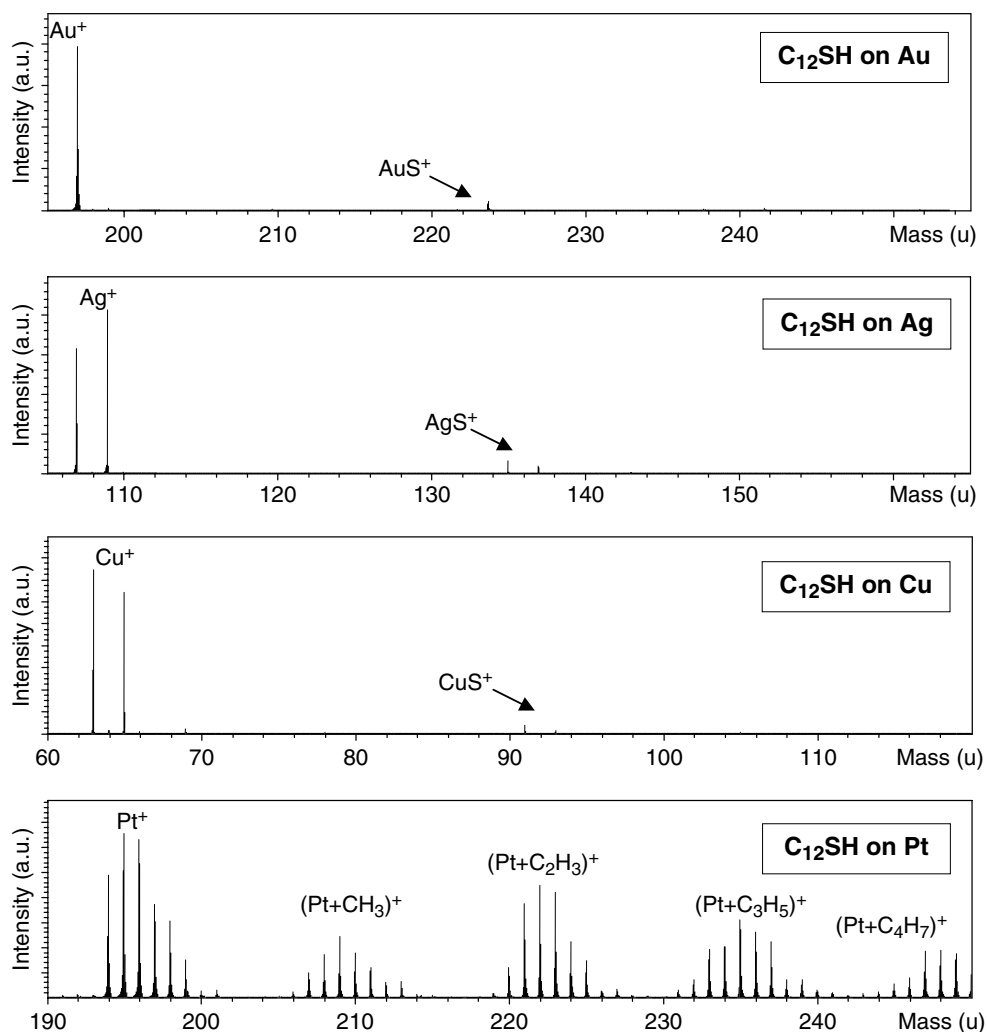 Intensity (a.u.)
Au⁺
C₁₂SH on Au
AuS⁺
200 210 220 230 240 Mass (u)
Intensity (a.u.)
Ag⁺
C₁₂SH on Ag
AgS⁺
110 120 130 140 150 Mass (u)
Intensity (a.u.)
Cu⁺
C₁₂SH on Cu
CuS⁺
60 70 80 90 100 110 Mass (u)
Intensity (a.u.)
Pt⁺
C₁₂SH on Pt
(Pt+C₂H₃)⁺
(Pt+CH₃)⁺ (Pt+C₃H₅)⁺
(Pt+C₄H₇)⁺
190 200 210 220 230 240 Mass (u)